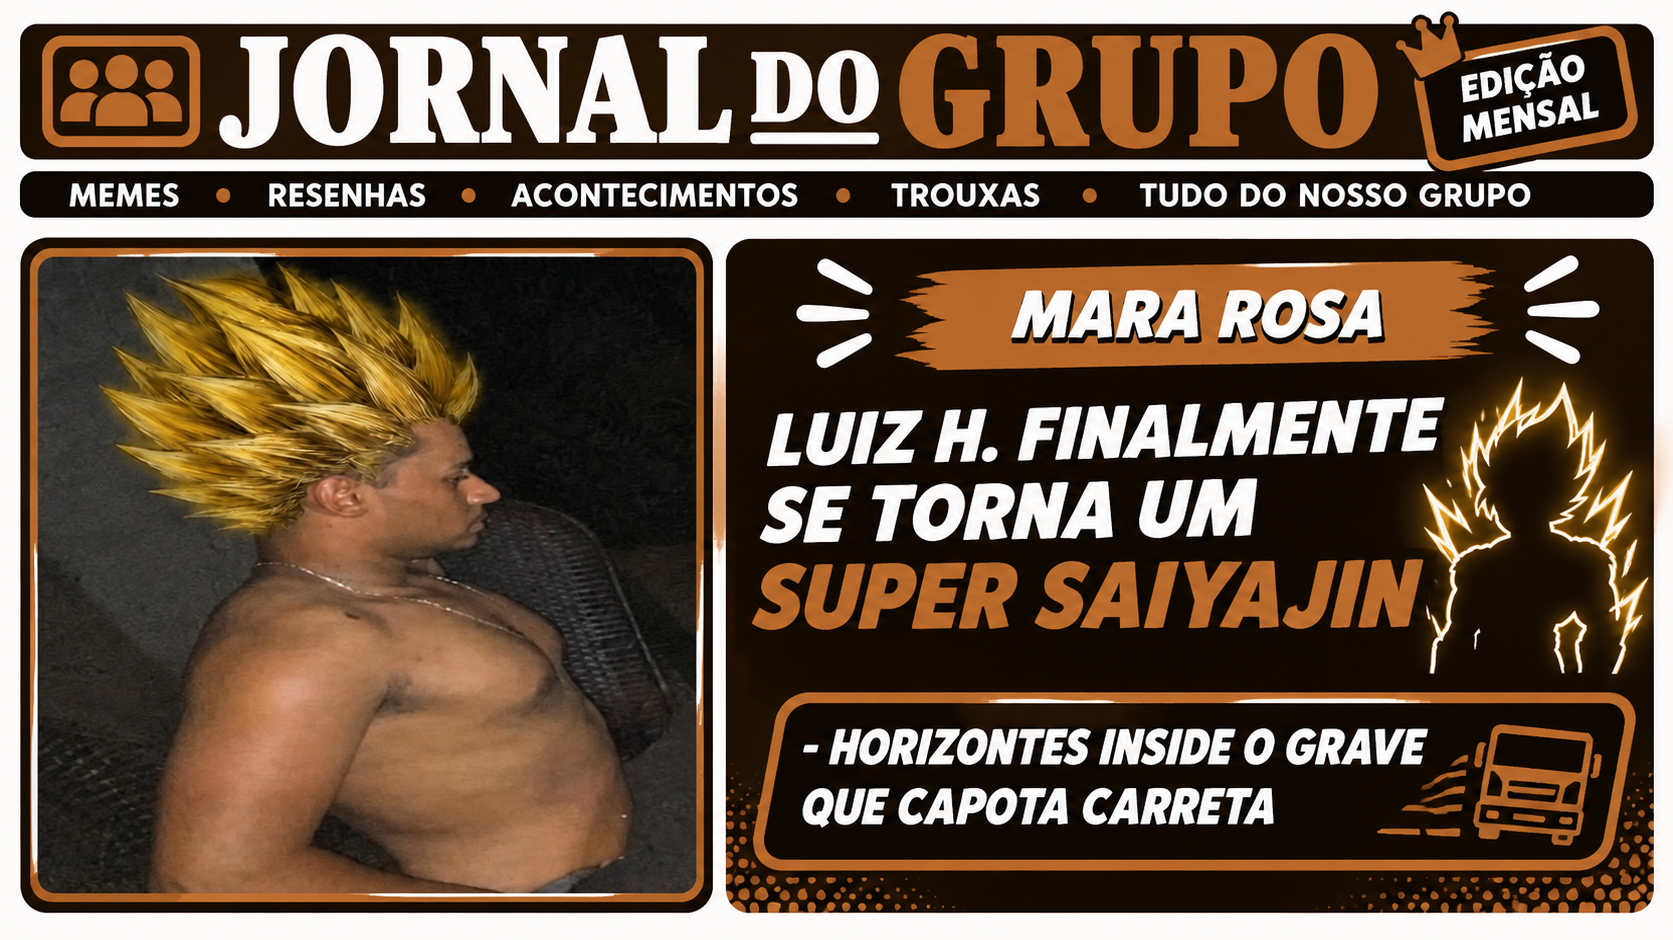 JORNAL DO GRUPO
EDIÇÃO
MENSAL
MEMES • RESENHAS • ACONTECIMENTOS • TROUXAS • TUDO DO NOSSO GRUPO
MARA ROSA
LUIZ H. FINALMENTE
SE TORNA UM
SUPER SAIYAJIN
- HORIZONTES INSIDE O GRAVE
QUE CAPOTA CARRETA